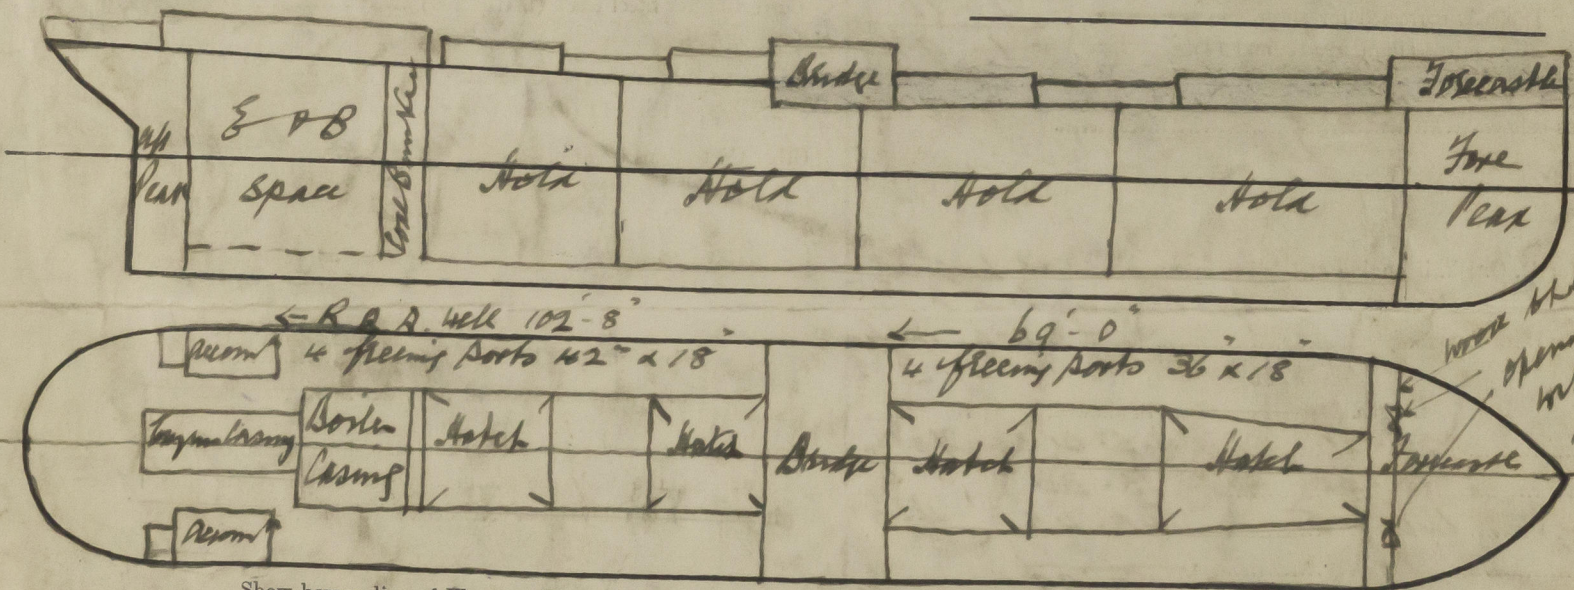 Bridge
Forecastle
Aft
Peak
E & B
Space
Coal Bunker
Hold
Hold
Hold
Hold
Fore
Peak
← R Q D. Well 102'-8"
4 freeing ports 42" x 18"
← 69'-0"
4 freeing ports 36" x 18"
Accomn
Engine Casing
Boiler
Casing
Hatch
Hatch
Bridge
Hatch
Hatch
Forecastle
Accomn